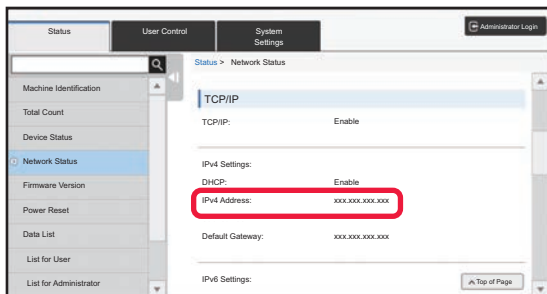 Status
User Control
System
Settings
Administrator Login
Status > Network Status
Machine Identification
Total Count
Device Status
Network Status
Firmware Version
Power Reset
Data List
List for User
List for Administrator
TCP/IP
TCP/IP: Enable
IPv4 Settings:
DHCP: Enable
IPv4 Address: xxx.xxx.xxx.xxx
Default Gateway: xxx.xxx.xxx.xxx
IPv6 Settings:
Top of Page